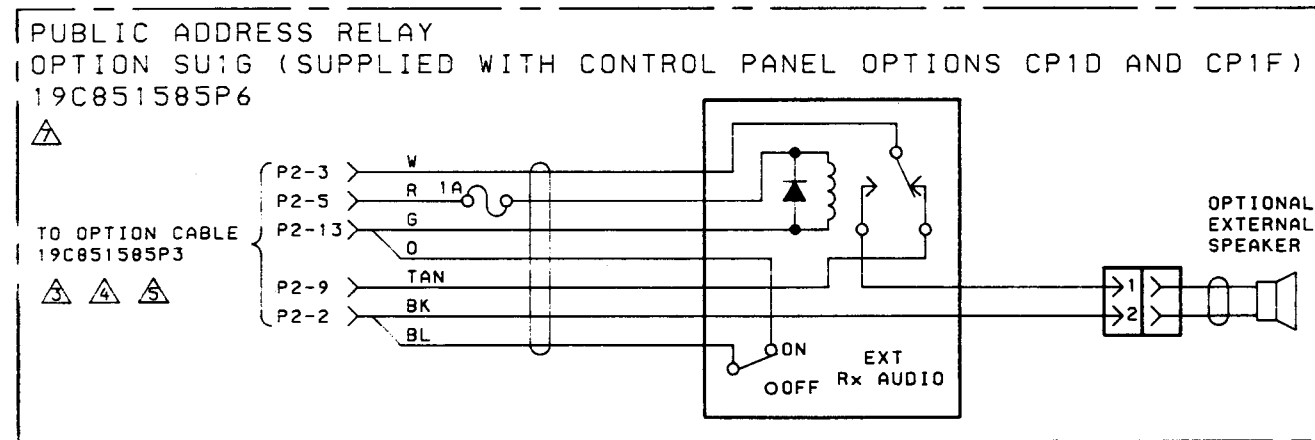 PUBLIC ADDRESS RELAY
OPTION SU1G (SUPPLIED WITH CONTROL PANEL OPTIONS CP1D AND CP1F)
19C851585P6
7
P2-3 W
P2-5 R 1A
P2-13 G
O
P2-9 TAN
P2-2 BK
BL
TO OPTION CABLE
19C851585P3
3 4 5
ON
OFF
EXT
Rx AUDIO
1
2
OPTIONAL
EXTERNAL
SPEAKER